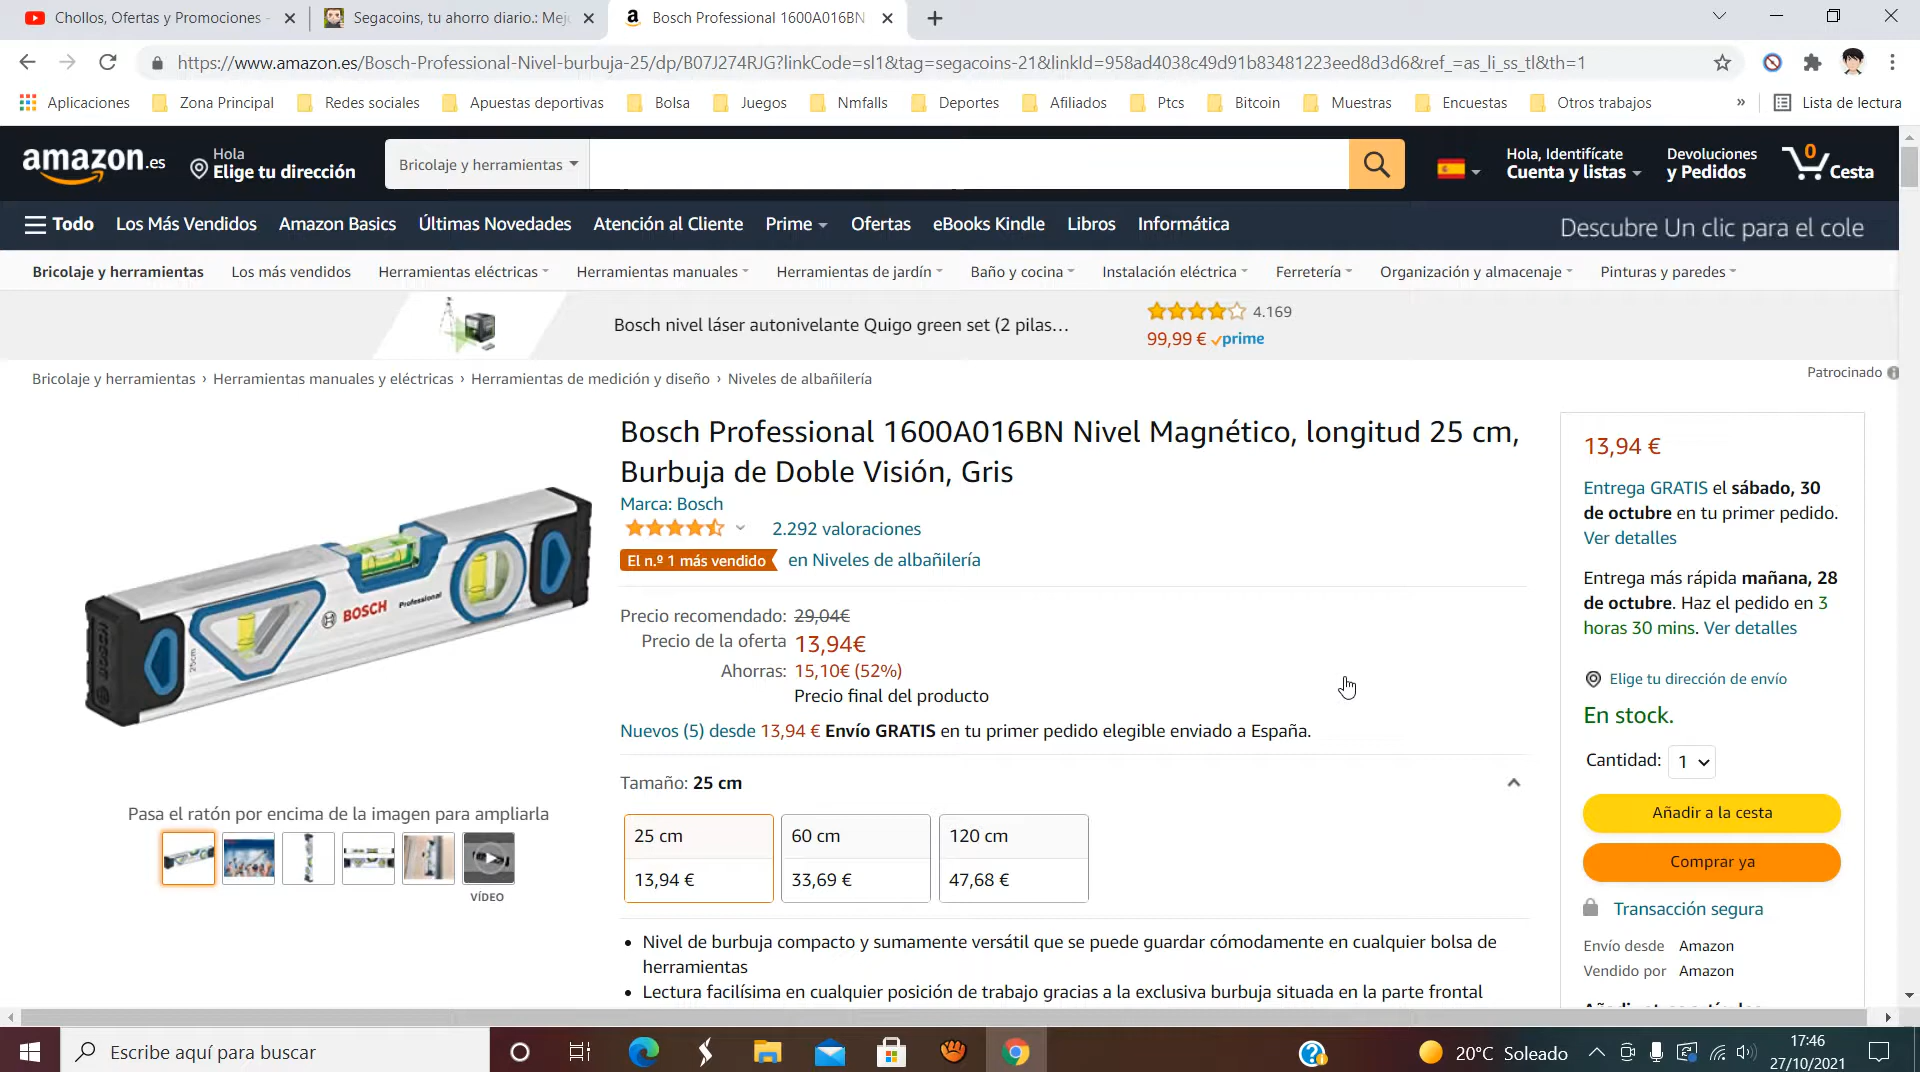 Chollos, Ofertas y Promociones -
Segacoins, tu ahorro diario.: Mej
Bosch Professional 1600A016BN
https://www.amazon.es/Bosch-Professional-Nivel-burbuja-25/dp/B07J274RJG?linkCode=sl1&tag=segacoins-21&linkId=958ad4038c49d91b83481223eed8d3d6&ref_=as_li_ss_tl&th=1
Aplicaciones Zona Principal Redes sociales Apuestas deportivas Bolsa Juegos Nmfalls Deportes Afiliados Ptcs Bitcoin Muestras Encuestas Otros trabajos » Lista de lectura
amazon.es
Hola
Elige tu dirección
Bricolaje y herramientas
Hola, Identifícate
Cuenta y listas
Devoluciones
y Pedidos
0
Cesta
Todo Los Más Vendidos Amazon Basics Últimas Novedades Atención al Cliente Prime Ofertas eBooks Kindle Libros Informática
Descubre Un clic para el cole
Bricolaje y herramientas Los más vendidos Herramientas eléctricas Herramientas manuales Herramientas de jardín Baño y cocina Instalación eléctrica Ferretería Organización y almacenaje Pinturas y paredes
Bosch nivel láser autonivelante Quigo green set (2 pilas...
4.169
99,99 € prime
Bricolaje y herramientas › Herramientas manuales y eléctricas › Herramientas de medición y diseño › Niveles de albañilería
Patrocinado
Bosch Professional 1600A016BN Nivel Magnético, longitud 25 cm,
Burbuja de Doble Visión, Gris
Marca: Bosch
2.292 valoraciones
El n.º 1 más vendido en Niveles de albañilería
Precio recomendado: 29,04€
Precio de la oferta 13,94€
Ahorras: 15,10€ (52%)
Precio final del producto
Nuevos (5) desde 13,94 € Envío GRATIS en tu primer pedido elegible enviado a España.
BOSCH Professional
25cm
BOSCH
Pasa el ratón por encima de la imagen para ampliarla
VÍDEO
Tamaño: 25 cm
25 cm
13,94 €
60 cm
33,69 €
120 cm
47,68 €
• Nivel de burbuja compacto y sumamente versátil que se puede guardar cómodamente en cualquier bolsa de
herramientas
• Lectura facilísima en cualquier posición de trabajo gracias a la exclusiva burbuja situada en la parte frontal
13,94 €
Entrega GRATIS el sábado, 30
de octubre en tu primer pedido.
Ver detalles
Entrega más rápida mañana, 28
de octubre. Haz el pedido en 3
horas 30 mins. Ver detalles
Elige tu dirección de envío
En stock.
Cantidad: 1
Añadir a la cesta
Comprar ya
Transacción segura
Envío desde Amazon
Vendido por Amazon
Escribe aquí para buscar
20°C Soleado
17:46
27/10/2021